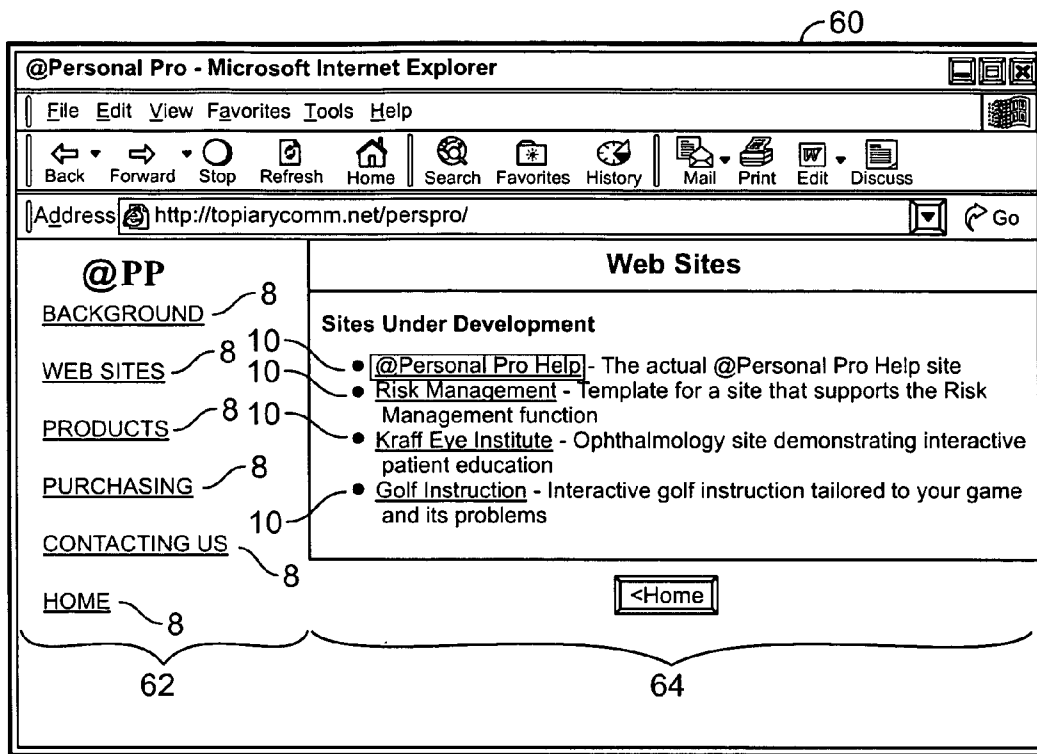 60
@Personal Pro - Microsoft Internet Explorer
File Edit View Favorites Tools Help
Back Forward Stop Refresh Home Search Favorites History Mail Print Edit Discuss
Address http://topiarycomm.net/perspro/ Go
@PP
BACKGROUND 8
WEB SITES 8
PRODUCTS 8
PURCHASING 8
CONTACTING US 8
HOME 8
62
Web Sites
Sites Under Development
10 • @Personal Pro Help - The actual @Personal Pro Help site
10 • Risk Management - Template for a site that supports the Risk
Management function
10 • Kraff Eye Institute - Ophthalmology site demonstrating interactive
patient education
10 • Golf Instruction - Interactive golf instruction tailored to your game
and its problems
<Home
64